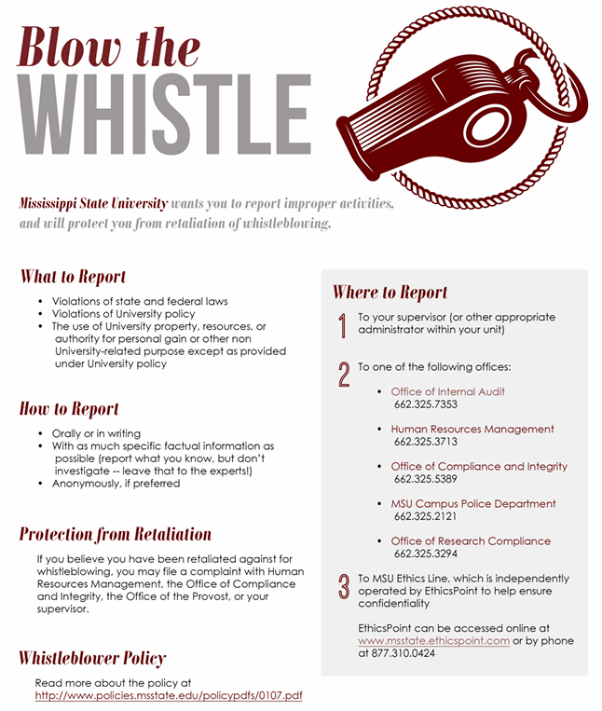 Blow the
WHISTLE
Mississippi State University wants you to report improper activities,
and will protect you from retaliation of whistleblowing.
What to Report
• Violations of state and federal laws
• Violations of University policy
• The use of University property, resources, or
authority for personal gain or other non
University-related purpose except as provided
under University policy
How to Report
• Orally or in writing
• With as much specific factual information as
possible (report what you know, but don't
investigate -- leave that to the experts!)
• Anonymously, if preferred
Protection from Retaliation
If you believe you have been retaliated against for
whistleblowing, you may file a complaint with Human
Resources Management, the Office of Compliance
and Integrity, the Office of the Provost, or your
supervisor.
Whistleblower Policy
Read more about the policy at
http://www.policies.msstate.edu/policypdfs/0107.pdf
Where to Report
1 To your supervisor (or other appropriate
administrator within your unit)
2 To one of the following offices:
• Office of Internal Audit
662.325.7353
• Human Resources Management
662.325.3713
• Office of Compliance and Integrity
662.325.5389
• MSU Campus Police Department
662.325.2121
• Office of Research Compliance
662.325.3294
3 To MSU Ethics Line, which is independently
operated by EthicsPoint to help ensure
confidentiality
EthicsPoint can be accessed online at
www.msstate.ethicspoint.com or by phone
at 877.310.0424